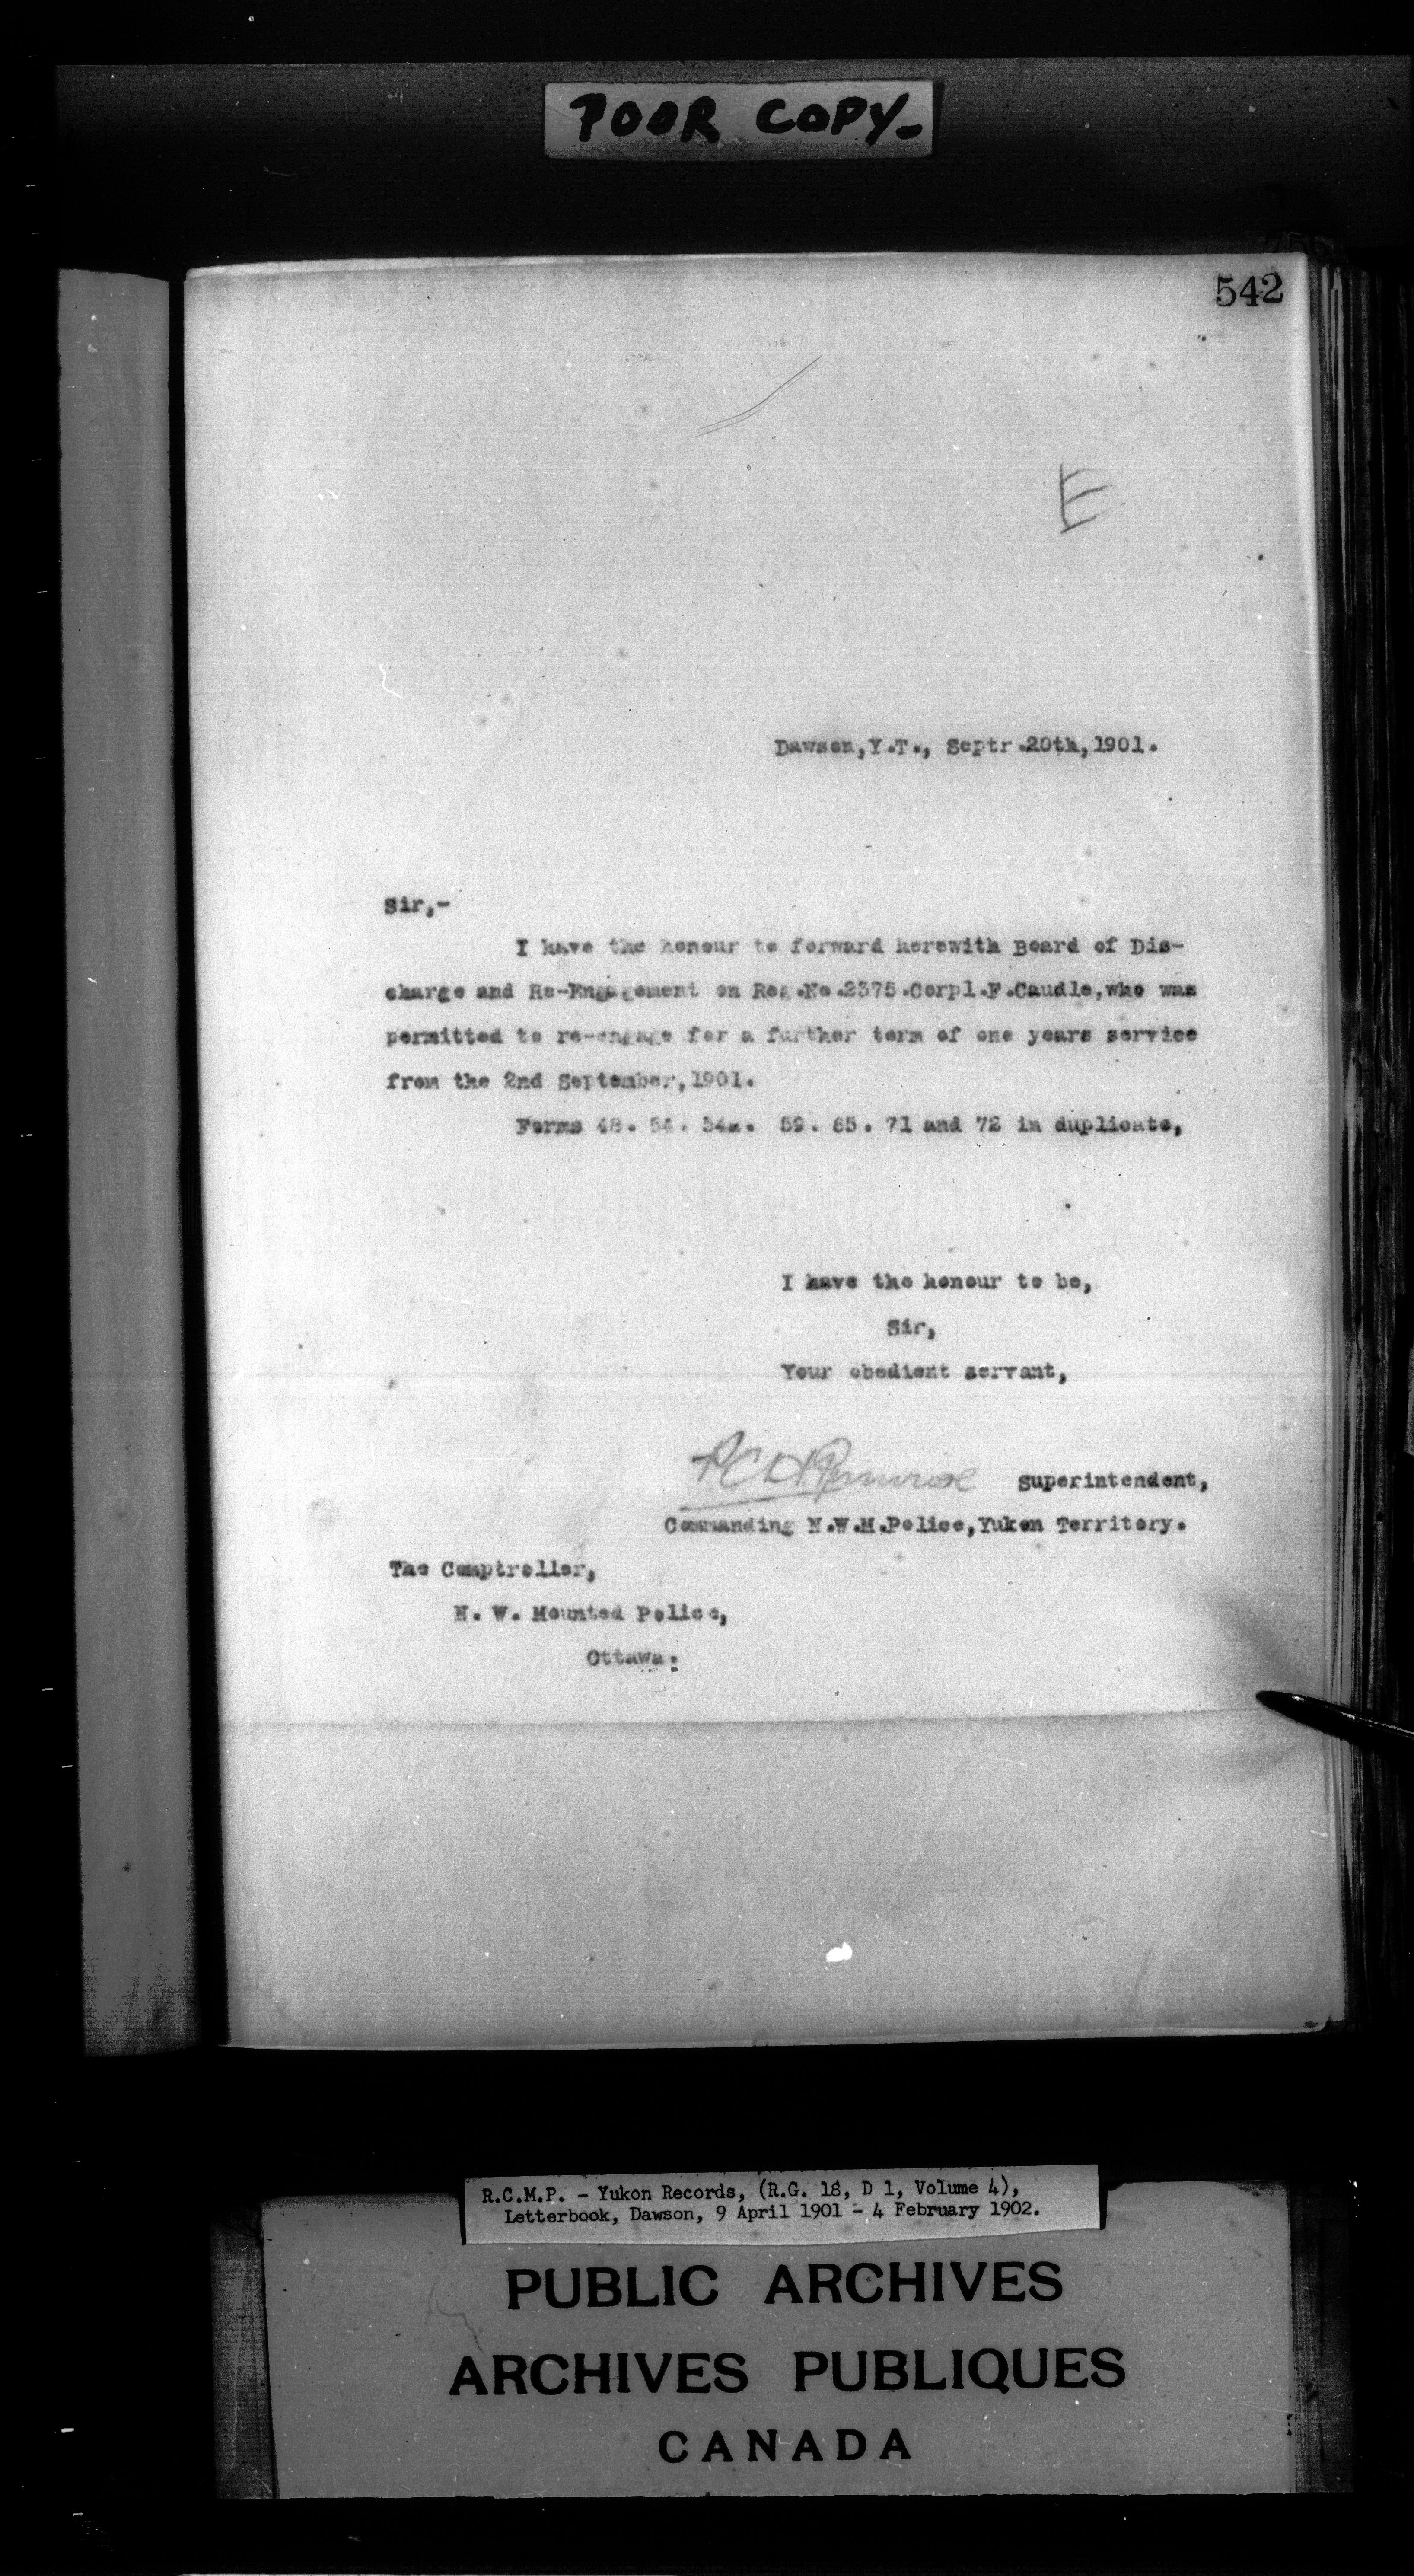 POOR COPY-
756
542
E
Dawson,Y.T., Septr.20th,1901.
Sir,-
I have the honour to forward herewith Board of Dis-
charge and Re-Engagement on Reg.No.2375.Corpl.F.Caudle,who was
permitted to re-engage for a further term of one years service
from the 2nd September,1901.
Forms 48. 54. 54a. 59. 65. 71 and 72 in duplicate,
I have the honour to be,
Sir,
Your obedient servant,
Superintendent,
Commanding N.W.M.Police,Yukon Territory.
The Comptroller,
N. W. Mounted Police,
Ottawa.
R.C.M.P. - Yukon Records, (R.G. 18, D 1, Volume 4),
Letterbook, Dawson, 9 April 1901 - 4 February 1902.
PUBLIC ARCHIVES
ARCHIVES PUBLIQUES
CANADA